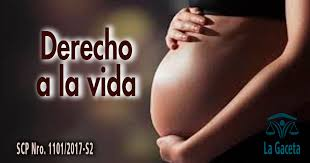 Derecho
a la vida
SCP Nro. 1101/2017-S2
La Gaceta